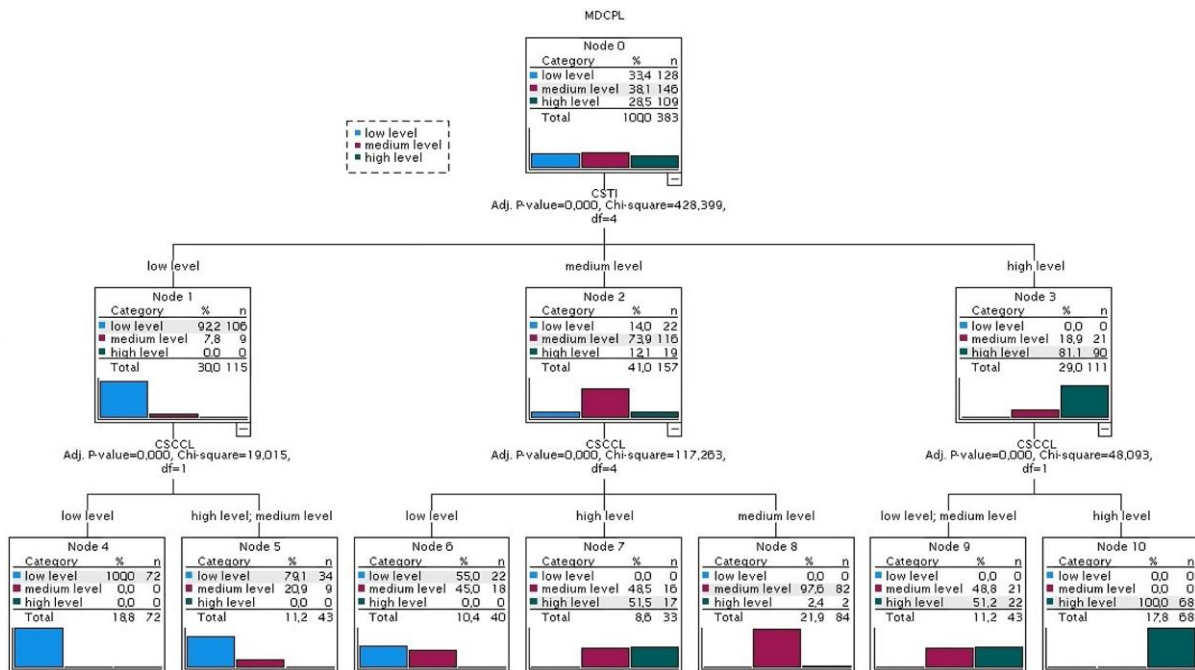 MDCPL
Node 0
Category % n
low level 33,4 128
medium level 38,1 146
high level 28,5 109
Total 100,0 383
low level
medium level
high level
CSTI
Adj. P-value=0,000, Chi-square=428,399,
df=4
low level
medium level
high level
Node 1
Category % n
low level 92,2 106
medium level 7,8 9
high level 0,0 0
Total 30,0 115
Node 2
Category % n
low level 14,0 22
medium level 73,9 116
high level 12,1 19
Total 41,0 157
Node 3
Category % n
low level 0,0 0
medium level 18,9 21
high level 81,1 90
Total 29,0 111
CSCCL
Adj. P-value=0,000, Chi-square=19,015,
df=1
CSCCL
Adj. P-value=0,000, Chi-square=117,263,
df=4
CSCCL
Adj. P-value=0,000, Chi-square=48,093,
df=1
low level
high level; medium level
low level
high level
medium level
low level; medium level
high level
Node 4
Category % n
low level 100,0 72
medium level 0,0 0
high level 0,0 0
Total 18,8 72
Node 5
Category % n
low level 79,1 34
medium level 20,9 9
high level 0,0 0
Total 11,2 43
Node 6
Category % n
low level 55,0 22
medium level 45,0 18
high level 0,0 0
Total 10,4 40
Node 7
Category % n
low level 0,0 0
medium level 48,5 16
high level 51,5 17
Total 8,6 33
Node 8
Category % n
low level 0,0 0
medium level 97,6 82
high level 2,4 2
Total 21,9 84
Node 9
Category % n
low level 0,0 0
medium level 48,8 21
high level 51,2 22
Total 11,2 43
Node 10
Category % n
low level 0,0 0
medium level 0,0 0
high level 100,0 68
Total 17,8 68